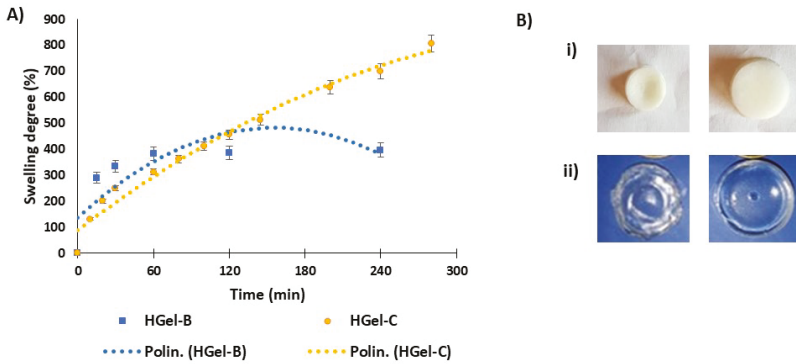 A)
B)
Swelling degree (%)
900
800
700
600
500
400
300
200
100
0
0
60
120
180
240
300
Time (min)
HGel-B
HGel-C
Polin. (HGel-B)
Polin. (HGel-C)
i)
ii)